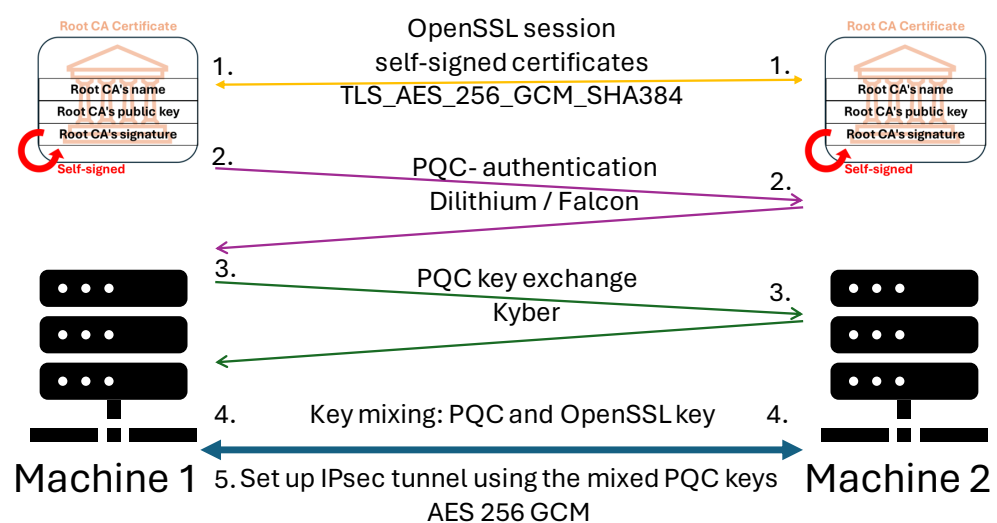 Root CA Certificate
Root CA's name
Root CA's public key
Root CA's signature
Self-signed
OpenSSL session
self-signed certificates
TLS_AES_256_GCM_SHA384
1.
1.
Root CA Certificate
Root CA's name
Root CA's public key
Root CA's signature
Self-signed
2.
PQC- authentication
Dilithium / Falcon
2.
3.
PQC key exchange
Kyber
3.
4.
Key mixing: PQC and OpenSSL key
4.
Machine 1
5. Set up IPsec tunnel using the mixed PQC keys
AES 256 GCM
Machine 2